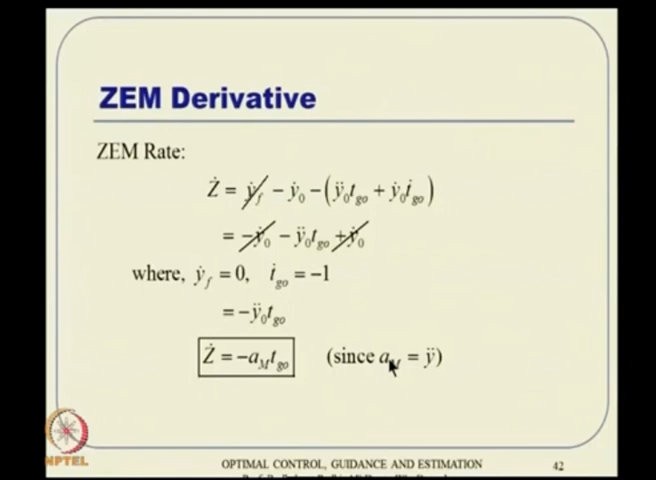 ZEM Derivative
ZEM Rate:
Ż = ẏ_f − ẏ_0 − (ÿ_0 t_go + ẏ_0 ṫ_go)
= −ẏ_0 − ÿ_0 t_go + ẏ_0
where, ẏ_f = 0, ṫ_go = −1
= −ÿ_0 t_go
Ż = −a_M t_go (since a_M = ÿ)
NPTEL
OPTIMAL CONTROL, GUIDANCE AND ESTIMATION 42